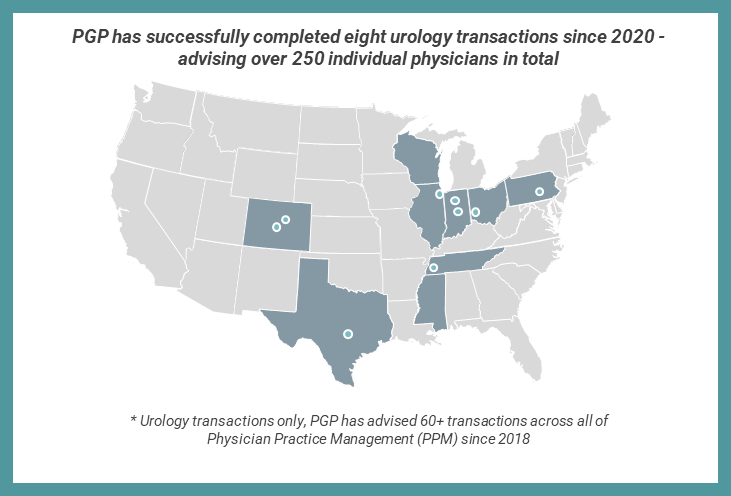 PGP has successfully completed eight urology transactions since 2020 -
advising over 250 individual physicians in total
* Urology transactions only, PGP has advised 60+ transactions across all of
Physician Practice Management (PPM) since 2018